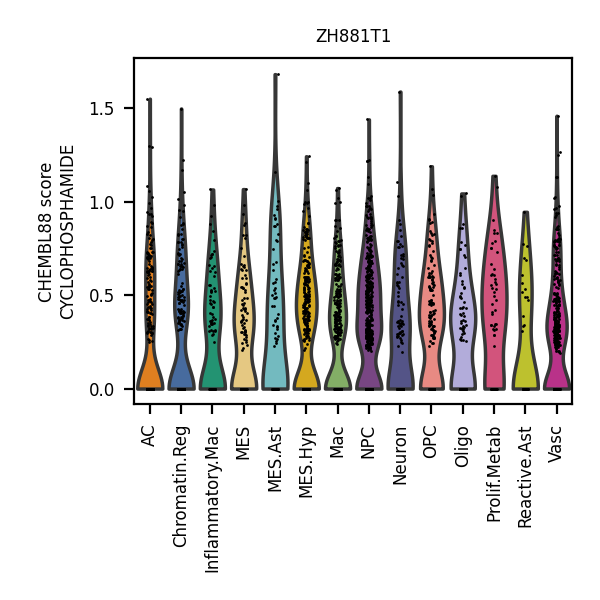 ZH881T1
CHEMBL88 score
CYCLOPHOSPHAMIDE
1.5
1.0
0.5
0.0
AC
Chromatin.Reg
Inflammatory.Mac
MES
MES.Ast
MES.Hyp
Mac
NPC
Neuron
OPC
Oligo
Prolif.Metab
Reactive.Ast
Vasc